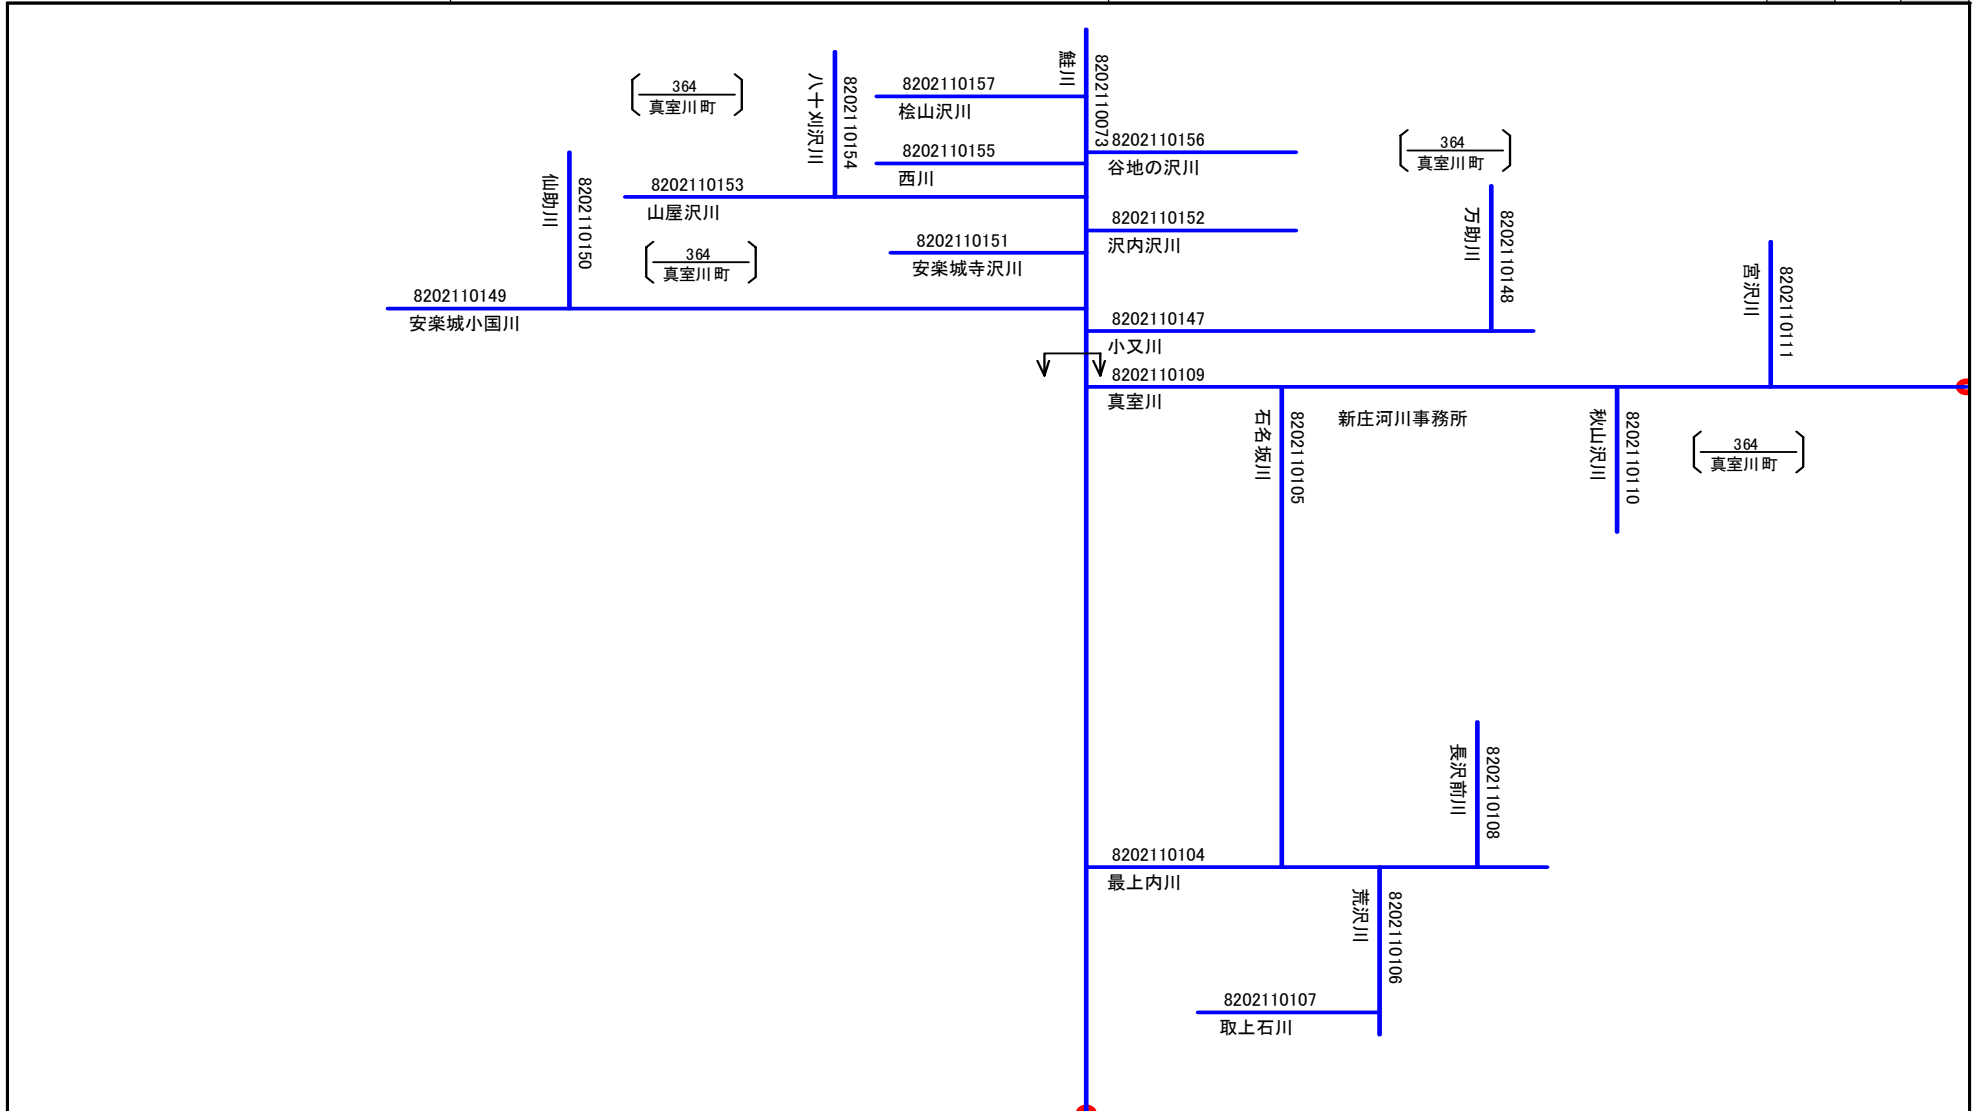 鮭川
8202110073
八十刈沢川
8202110154
364
真室川町
8202110157
桧山沢川
8202110156
谷地の沢川
364
真室川町
8202110155
西川
仙助川
8202110150
8202110153
山屋沢川
8202110152
沢内沢川
万助川
8202110148
8202110151
安楽城寺沢川
364
真室川町
宮沢川
8202110111
8202110149
安楽城小国川
8202110147
小又川
8202110109
真室川
石名坂川
8202110105
新庄河川事務所
秋山沢川
8202110110
364
真室川町
長沢前川
8202110108
8202110104
最上内川
荒沢川
8202110106
8202110107
取上石川